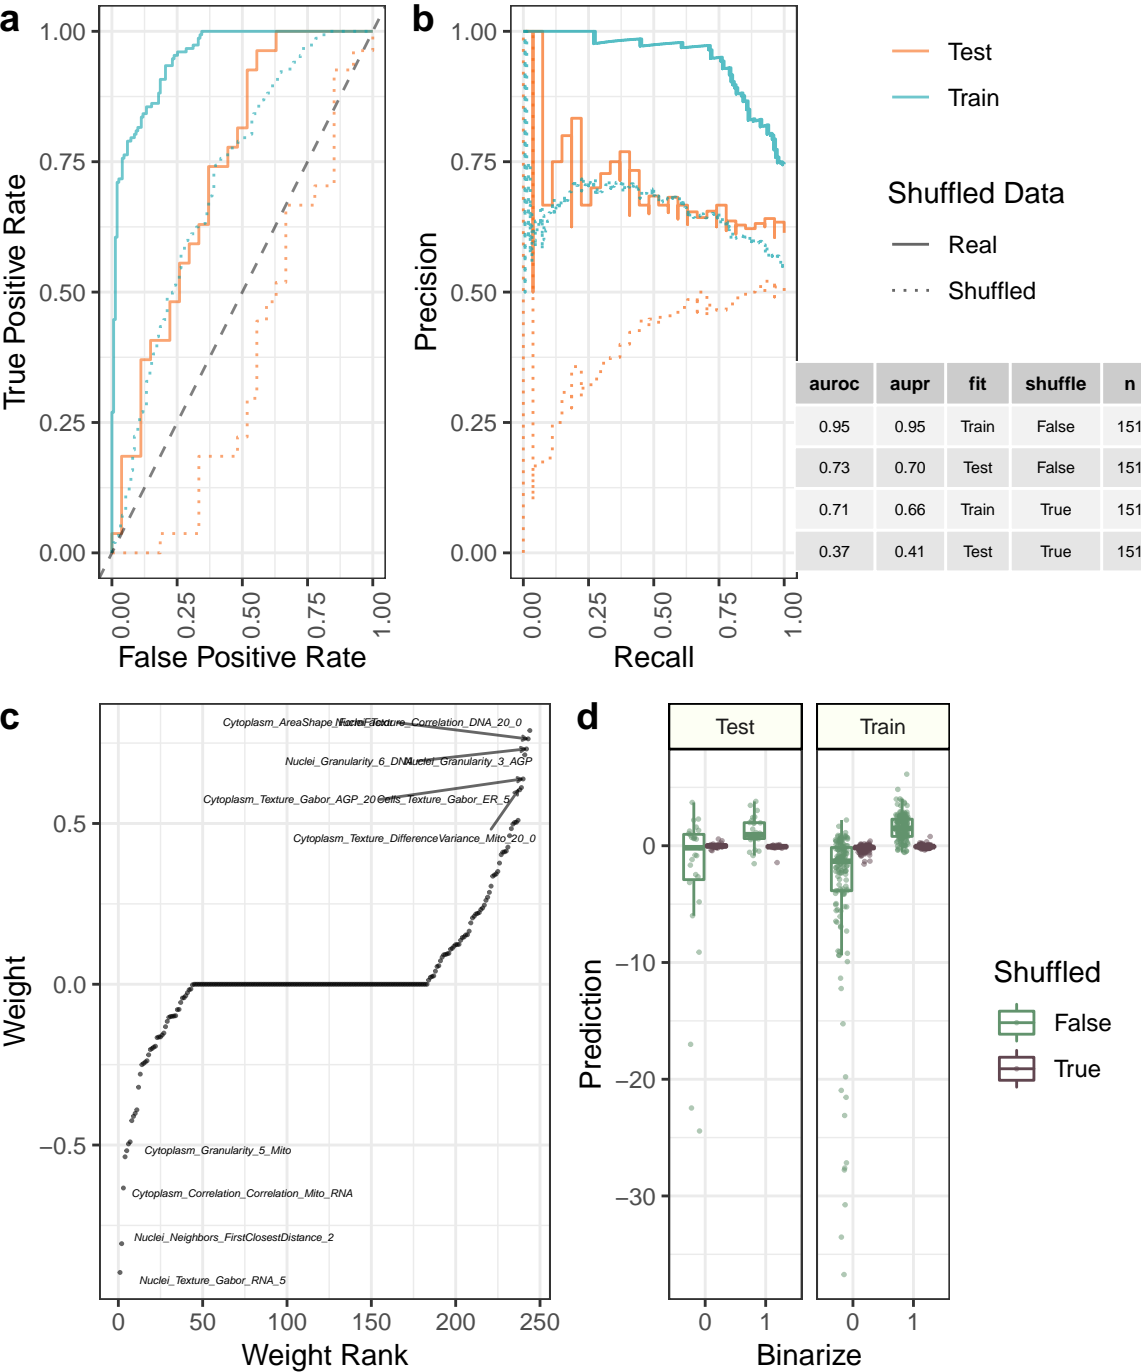 a
True Positive Rate
1.00
0.75
0.50
0.25
0.00
0.00
0.25
0.50
0.75
1.00
False Positive Rate
b
Precision
1.00
0.75
0.50
0.25
0.00
0.00
0.25
0.50
0.75
1.00
Recall
Test
Train
Shuffled Data
Real
Shuffled
auroc aupr fit shuffle n
0.95 0.95 Train False 151
0.73 0.70 Test False 151
0.71 0.66 Train True 151
0.37 0.41 Test True 151
c
Weight
0.5
0.0
−0.5
Cytoplasm_AreaShape_FormFactor
Nuclei_Texture_Correlation_DNA_20_0
Nuclei_Granularity_6_DNA
Nuclei_Granularity_3_AGP
Cytoplasm_Texture_Gabor_AGP_20
Cells_Texture_Gabor_ER_5
Cytoplasm_Texture_DifferenceVariance_Mito_20_0
Cytoplasm_Granularity_5_Mito
Cytoplasm_Correlation_Correlation_Mito_RNA
Nuclei_Neighbors_FirstClosestDistance_2
Nuclei_Texture_Gabor_RNA_5
0 50 100 150 200 250
Weight Rank
d
Test Train
Prediction
0
−10
−20
−30
0 1 0 1
Binarize
Shuffled
False
True